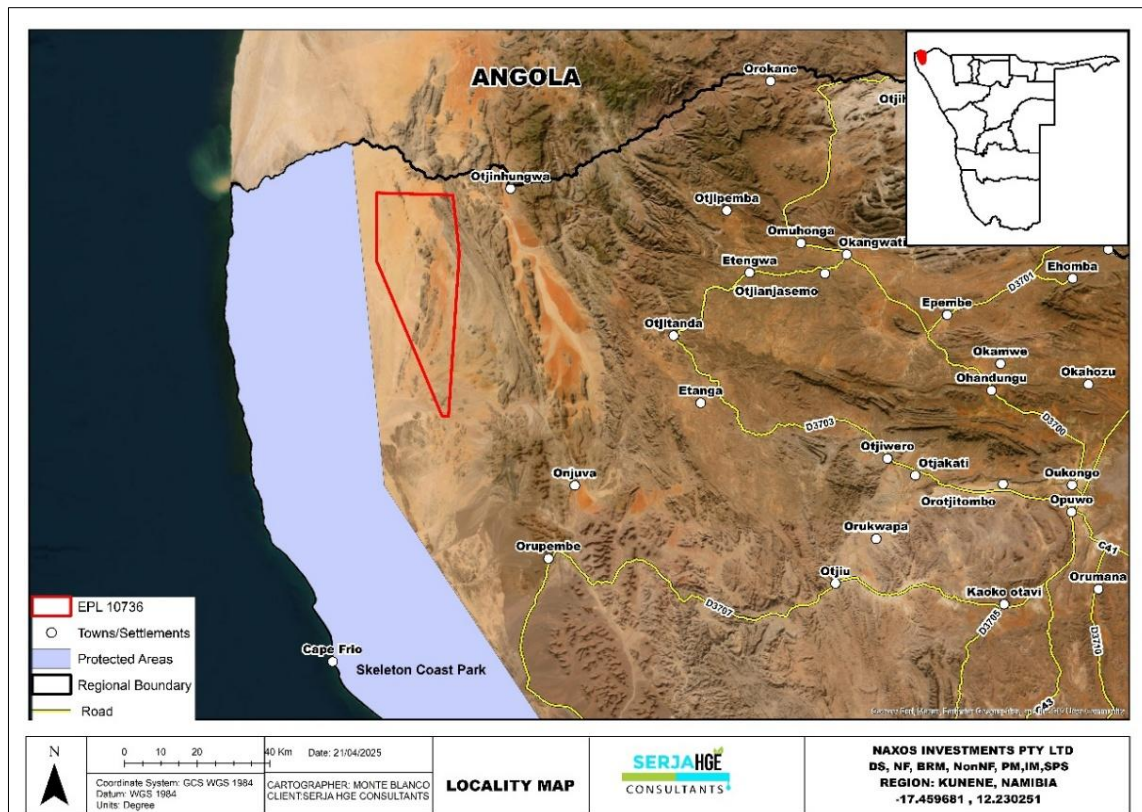 ANGOLA
Orokane
Otjinhungwa
Otjipemba
Omuhonga
Okangwati
Etengwa
Otjianjasemo
D3701
Ehomba
Epembe
Otjitanda
Okamwe
Okahozu
Ohandungu
Etanga
D3700
D3703
Otjiwero
Otjakati
Oukongo
Onjuva
Orotjitombo
Opuwo
Orukwapa
C41
Orupembe
Otjiu
Orumana
Kaoko otavi
D3707
D3705
D3710
Cape Frio
Skeleton Coast Park
C43
EPL 10736
Towns/Settlements
Protected Areas
Regional Boundary
Road
N
0 10 20 40 Km
Date: 21/04/2025
Coordinate System: GCS WGS 1984
Datum: WGS 1984
Units: Degree
CARTOGRAPHER: MONTE BLANCO
CLIENT:SERJA HGE CONSULTANTS
LOCALITY MAP
SERJA HGE
CONSULTANTS
NAXOS INVESTMENTS PTY LTD
DS, NF, BRM, NonNF, PM,IM,SPS
REGION: KUNENE, NAMIBIA
-17.459681 , 12.230251